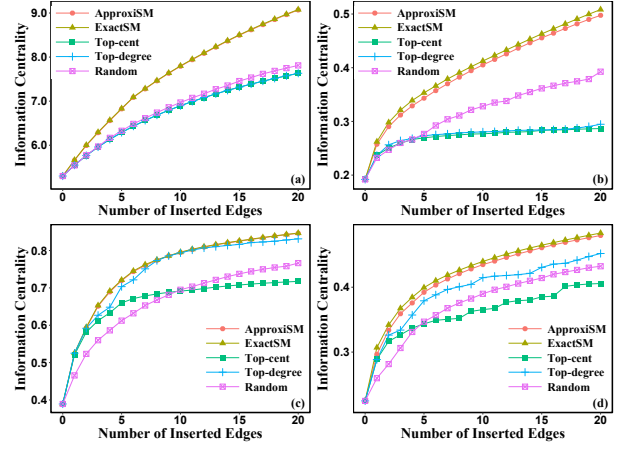 Information Centrality
9.0
8.0
7.0
6.0
ApproxiSM
ExactSM
Top-cent
Top-degree
Random
(a)
0 5 10 15 20
Number of Inserted Edges
Information Centrality
0.5
0.4
0.3
0.2
ApproxiSM
ExactSM
Top-cent
Top-degree
Random
(b)
0 5 10 15 20
Number of Inserted Edges
Information Centrality
0.8
0.7
0.6
0.5
0.4
ApproxiSM
ExactSM
Top-cent
Top-degree
Random
(c)
0 5 10 15 20
Number of Inserted Edges
Information Centrality
0.4
0.3
ApproxiSM
ExactSM
Top-cent
Top-degree
Random
(d)
0 5 10 15 20
Number of Inserted Edges